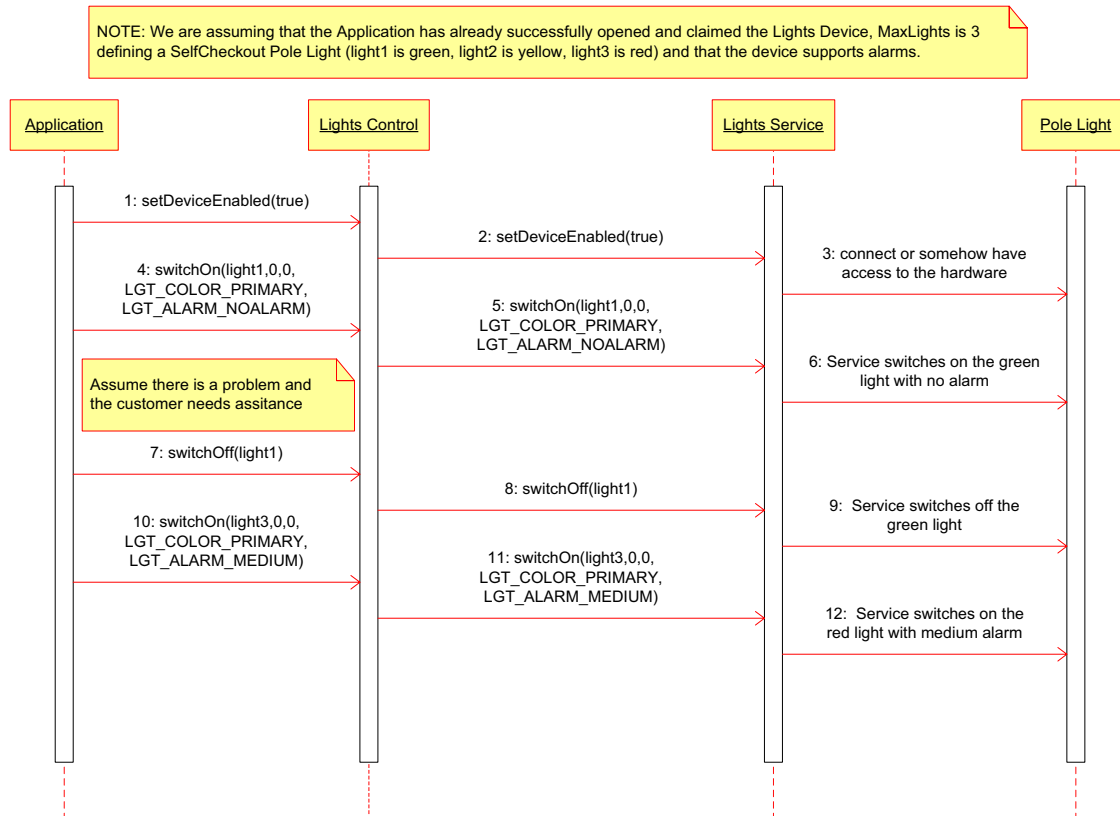 NOTE: We are assuming that the Application has already successfully opened and claimed the Lights Device, MaxLights is 3
defining a SelfCheckout Pole Light (light1 is green, light2 is yellow, light3 is red) and that the device supports alarms.
Application
Lights Control
Lights Service
Pole Light
1: setDeviceEnabled(true)
2: setDeviceEnabled(true)
3: connect or somehow have
access to the hardware
4: switchOn(light1,0,0,
LGT_COLOR_PRIMARY,
LGT_ALARM_NOALARM)
5: switchOn(light1,0,0,
LGT_COLOR_PRIMARY,
LGT_ALARM_NOALARM)
6: Service switches on the green
light with no alarm
Assume there is a problem and
the customer needs assitance
7: switchOff(light1)
8: switchOff(light1)
9:  Service switches off the
green light
10: switchOn(light3,0,0,
LGT_COLOR_PRIMARY,
LGT_ALARM_MEDIUM)
11: switchOn(light3,0,0,
LGT_COLOR_PRIMARY,
LGT_ALARM_MEDIUM)
12:  Service switches on the
red light with medium alarm